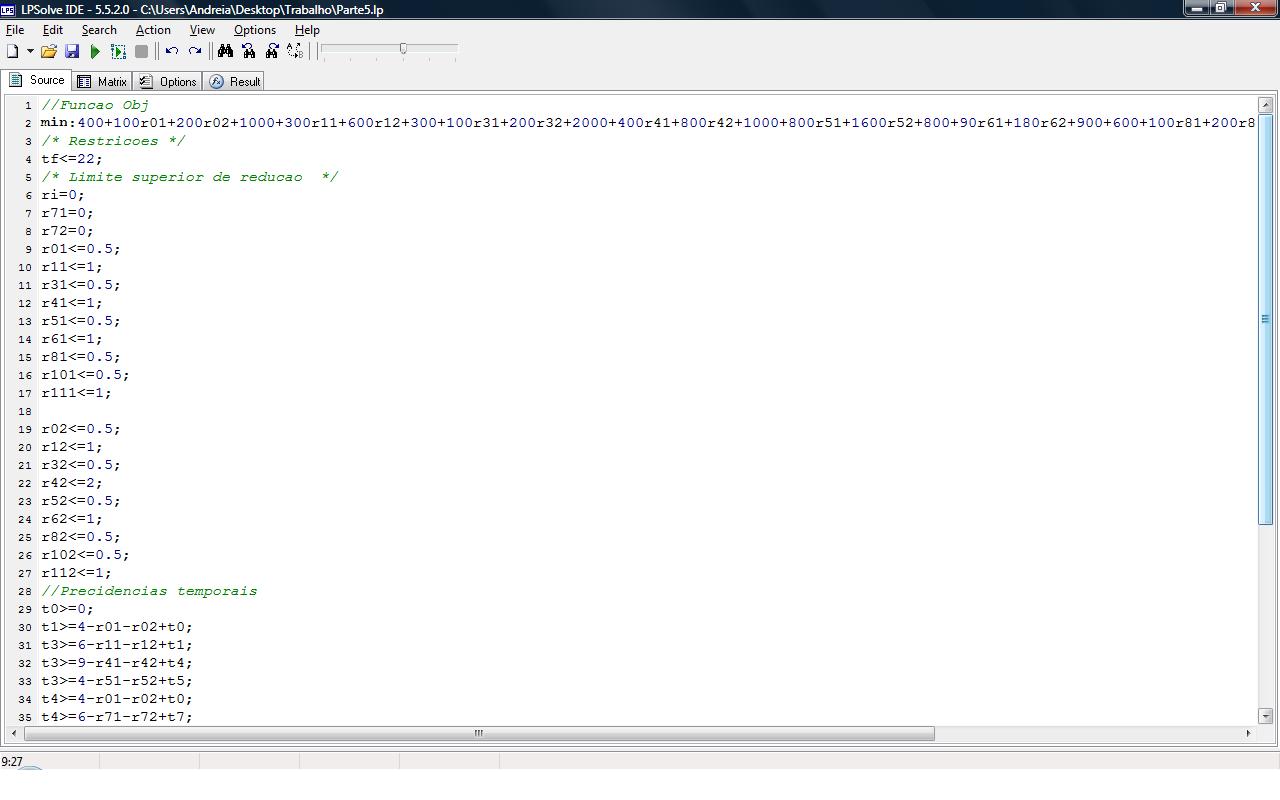 LPSolve IDE - 5.5.2.0 - C:\Users\Andreia\Desktop\Trabalho\Parte5.lp
File Edit Search Action View Options Help
Source Matrix Options Result
1 //Funcao Obj
2 min:400+100r01+200r02+1000+300r11+600r12+300+100r31+200r32+2000+400r41+800r42+1000+800r51+1600r52+800+90r61+180r62+900+600+100r81+200r8
3 /* Restricoes */
4 tf<=22;
5 /* Limite superior de reducao */
6 ri=0;
7 r71=0;
8 r72=0;
9 r01<=0.5;
10 r11<=1;
11 r31<=0.5;
12 r41<=1;
13 r51<=0.5;
14 r61<=1;
15 r81<=0.5;
16 r101<=0.5;
17 r111<=1;
18
19 r02<=0.5;
20 r12<=1;
21 r32<=0.5;
22 r42<=2;
23 r52<=0.5;
24 r62<=1;
25 r82<=0.5;
26 r102<=0.5;
27 r112<=1;
28 //Precidencias temporais
29 t0>=0;
30 t1>=4-r01-r02+t0;
31 t3>=6-r11-r12+t1;
32 t3>=9-r41-r42+t4;
33 t3>=4-r51-r52+t5;
34 t4>=4-r01-r02+t0;
35 t4>=6-r71-r72+t7;
9:27